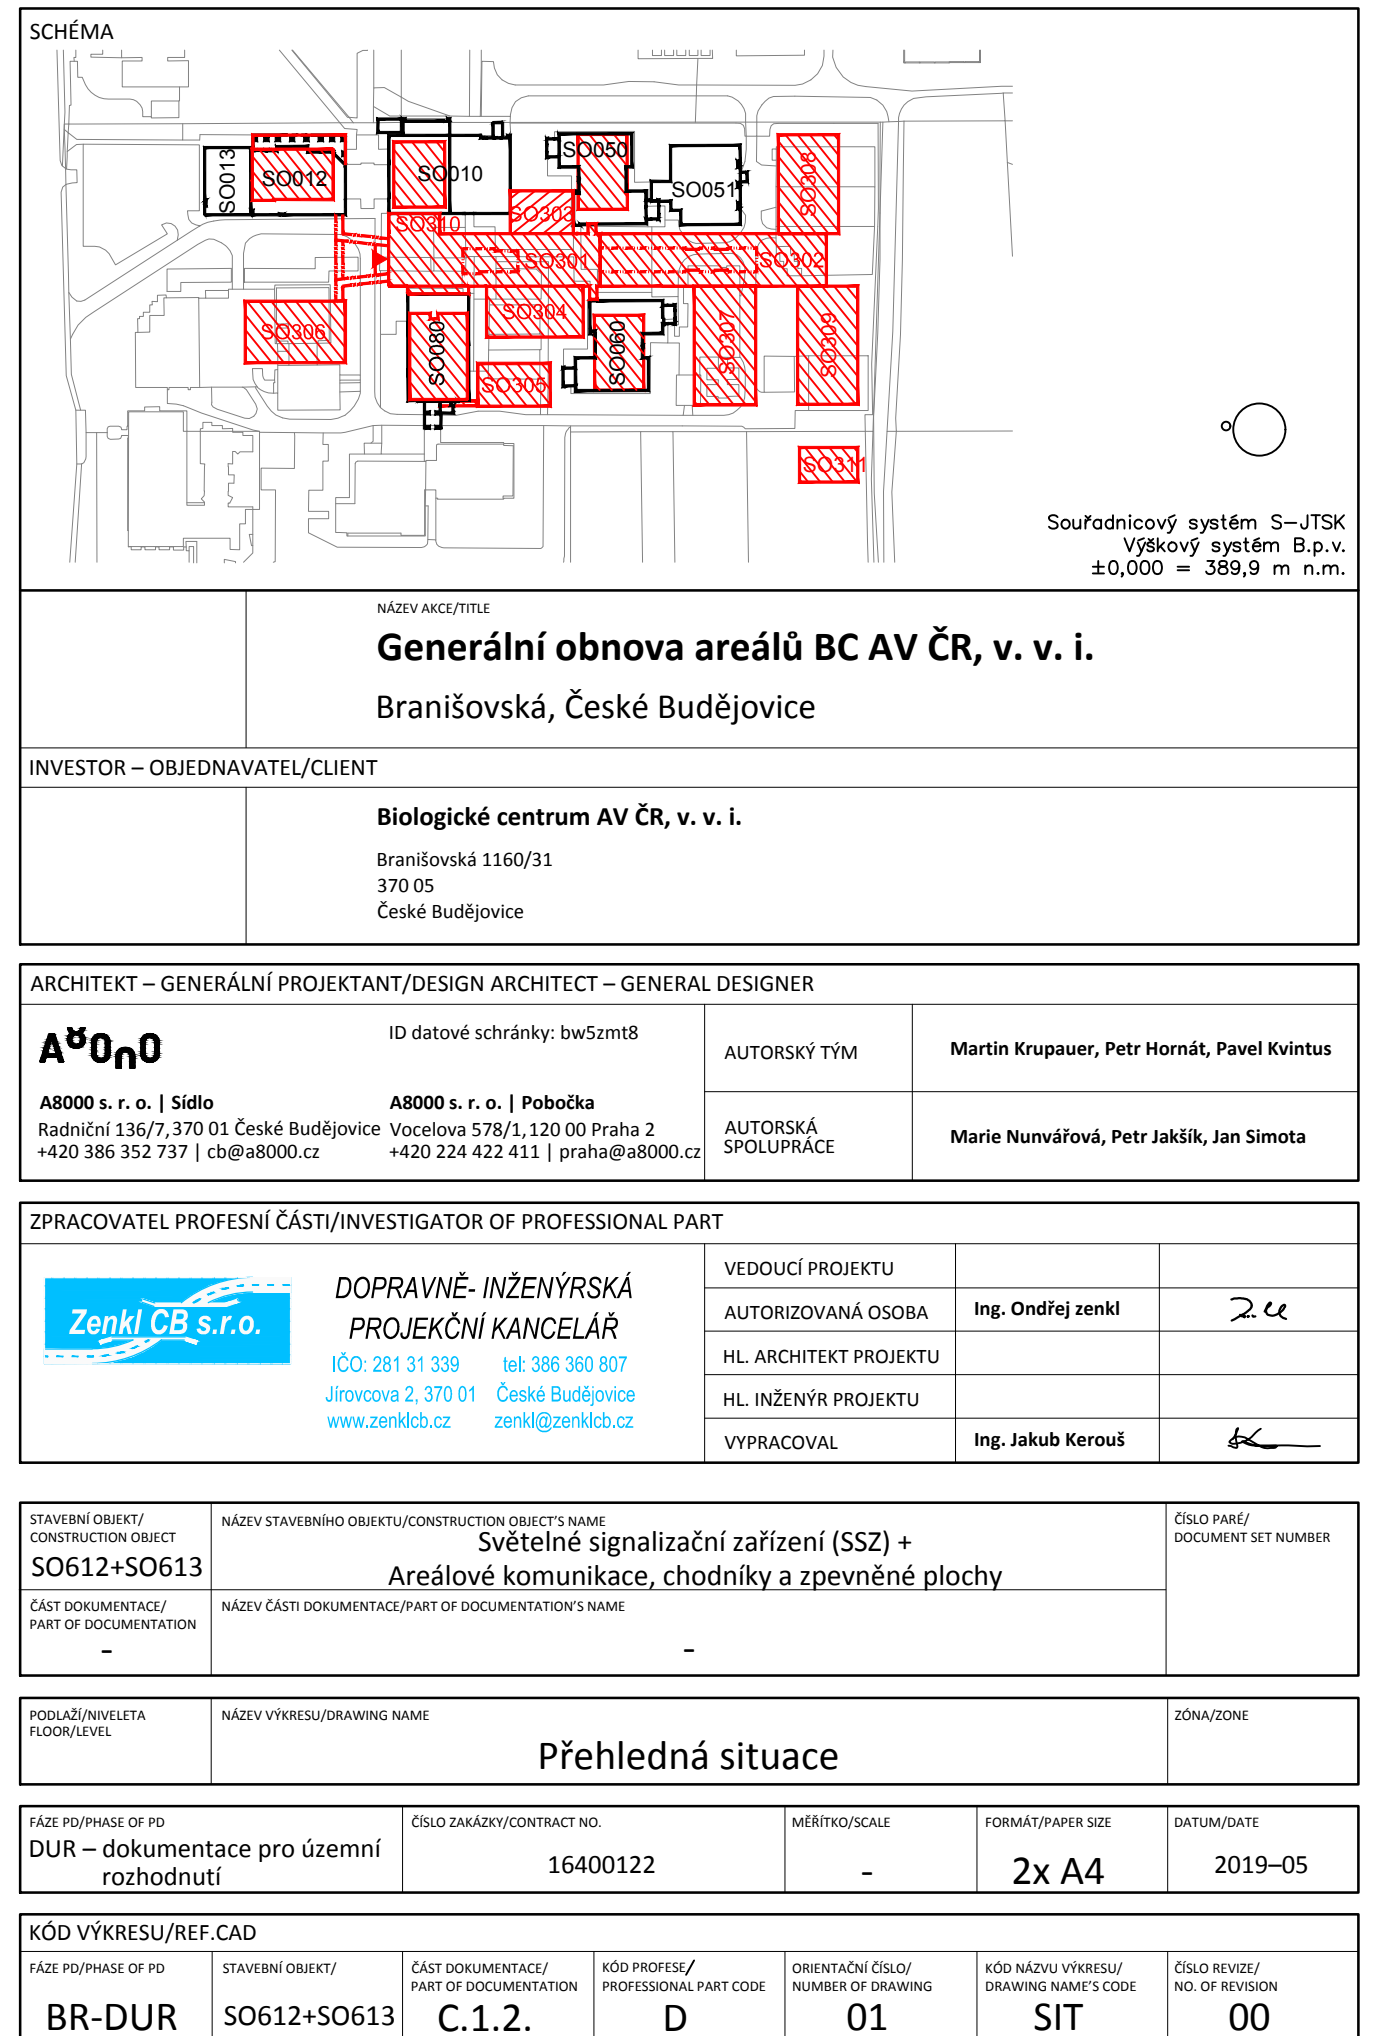 SCHÉMA
SO013
SO012
SO010
SO050
SO051
SO308
SO310
SO303
SO301
SO302
SO306
SO080
SO304
SO305
SO060
SO307
SO309
SO311
Souřadnicový systém S-JTSK
Výškový systém B.p.v.
±0,000 = 389,9 m n.m.
NÁZEV AKCE/TITLE
Generální obnova areálů BC AV ČR, v. v. i.
Branišovská, České Budějovice
INVESTOR – OBJEDNAVATEL/CLIENT
Biologické centrum AV ČR, v. v. i.
Branišovská 1160/31
370 05
České Budějovice
ARCHITEKT – GENERÁLNÍ PROJEKTANT/DESIGN ARCHITECT – GENERAL DESIGNER
A8000
ID datové schránky: bw5zmt8
A8000 s. r. o. | Sídlo
Radniční 136/7, 370 01 České Budějovice
+420 386 352 737 | cb@a8000.cz
A8000 s. r. o. | Pobočka
Vocelova 578/1, 120 00 Praha 2
+420 224 422 411 | praha@a8000.cz
AUTORSKÝ TÝM
Martin Krupauer, Petr Hornát, Pavel Kvintus
AUTORSKÁ
SPOLUPRÁCE
Marie Nunvářová, Petr Jakšík, Jan Simota
ZPRACOVATEL PROFESNÍ ČÁSTI/INVESTIGATOR OF PROFESSIONAL PART
Zenkl CB s.r.o.
DOPRAVNĚ- INŽENÝRSKÁ
PROJEKČNÍ KANCELÁŘ
IČO: 281 31 339 tel: 386 360 807
Jírovcova 2, 370 01 České Budějovice
www.zenklcb.cz zenkl@zenklcb.cz
VEDOUCÍ PROJEKTU
AUTORIZOVANÁ OSOBA
Ing. Ondřej zenkl
HL. ARCHITEKT PROJEKTU
HL. INŽENÝR PROJEKTU
VYPRACOVAL
Ing. Jakub Kerouš
STAVEBNÍ OBJEKT/
CONSTRUCTION OBJECT
SO612+SO613
NÁZEV STAVEBNÍHO OBJEKTU/CONSTRUCTION OBJECT'S NAME
Světelné signalizační zařízení (SSZ) +
Areálové komunikace, chodníky a zpevněné plochy
ČÍSLO PARÉ/
DOCUMENT SET NUMBER
ČÁST DOKUMENTACE/
PART OF DOCUMENTATION
-
NÁZEV ČÁSTI DOKUMENTACE/PART OF DOCUMENTATION'S NAME
-
PODLAŽÍ/NIVELETA
FLOOR/LEVEL
NÁZEV VÝKRESU/DRAWING NAME
Přehledná situace
ZÓNA/ZONE
FÁZE PD/PHASE OF PD
DUR – dokumentace pro územní
rozhodnutí
ČÍSLO ZAKÁZKY/CONTRACT NO.
16400122
MĚŘÍTKO/SCALE
-
FORMÁT/PAPER SIZE
2x A4
DATUM/DATE
2019–05
KÓD VÝKRESU/REF.CAD
FÁZE PD/PHASE OF PD
BR-DUR
STAVEBNÍ OBJEKT/
SO612+SO613
ČÁST DOKUMENTACE/
PART OF DOCUMENTATION
C.1.2.
KÓD PROFESE/
PROFESSIONAL PART CODE
D
ORIENTAČNÍ ČÍSLO/
NUMBER OF DRAWING
01
KÓD NÁZVU VÝKRESU/
DRAWING NAME'S CODE
SIT
ČÍSLO REVIZE/
NO. OF REVISION
00